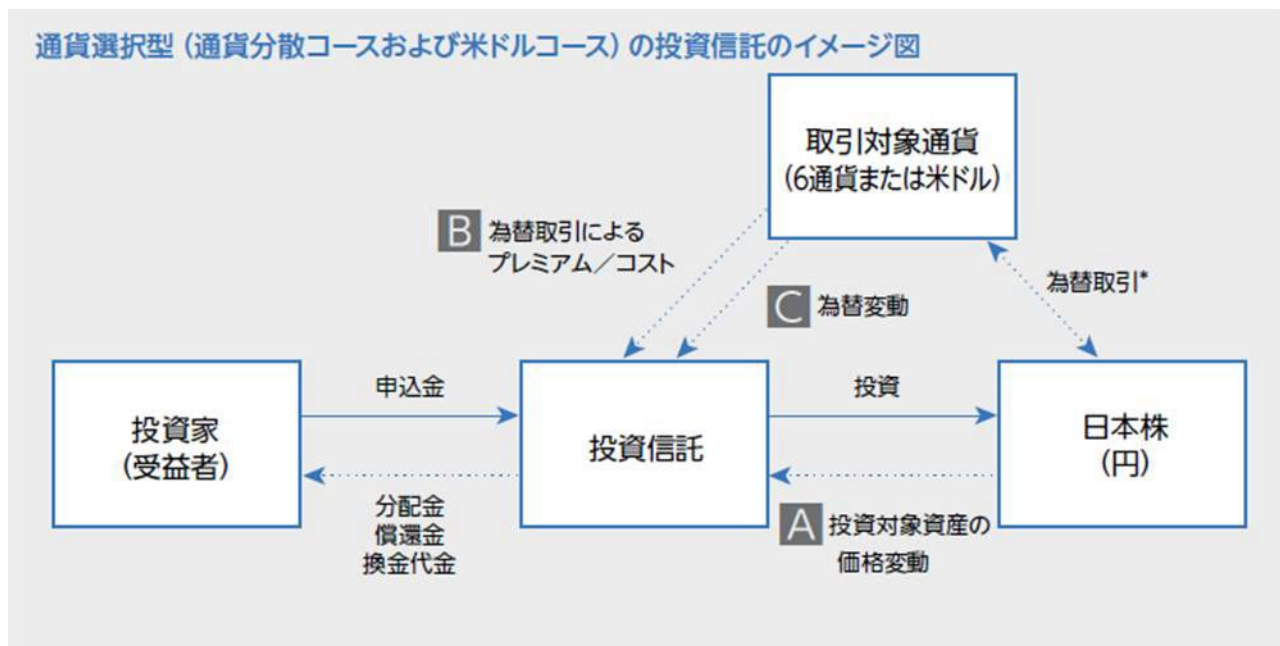 通貨選択型（通貨分散コースおよび米ドルコース）の投資信託のイメージ図
取引対象通貨
（6通貨または米ドル）
B 為替取引による
プレミアム／コスト
C 為替変動
為替取引*
投資家
（受益者）
申込金
分配金
償還金
換金代金
投資信託
投資
A 投資対象資産の
価格変動
日本株
（円）